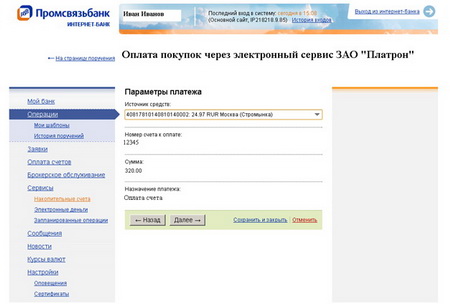 Промсвязьбанк
ИНТЕРНЕТ-БАНК
Иван Иванов
Последний вход в систему: сегодня в 15:08
(Основной сайт, IP218218.9.85) История входов
Выход из интернет-банка
← На страницу поручения
Оплата покупок через электронный сервис ЗАО "Платрон"
Мой банк
Операции
Мои шаблоны
История поручений
Заявки
Оплата счетов
Брокерское обслуживание
Сервисы
Накопительные счета
Электронные деньги
Запланированные операции
Сообщения
Новости
Курсы валют
Настройки
Оповещения
Сертификаты
Параметры платежа
Источник средств:
40817810140810140002: 24.97 RUR Москва (Стромынка)
Номер счета к оплате:
12345
Сумма:
320.00
Назначение платежа:
Оплата счета
← Назад
Далее →
Сохранить и закрыть
Отменить